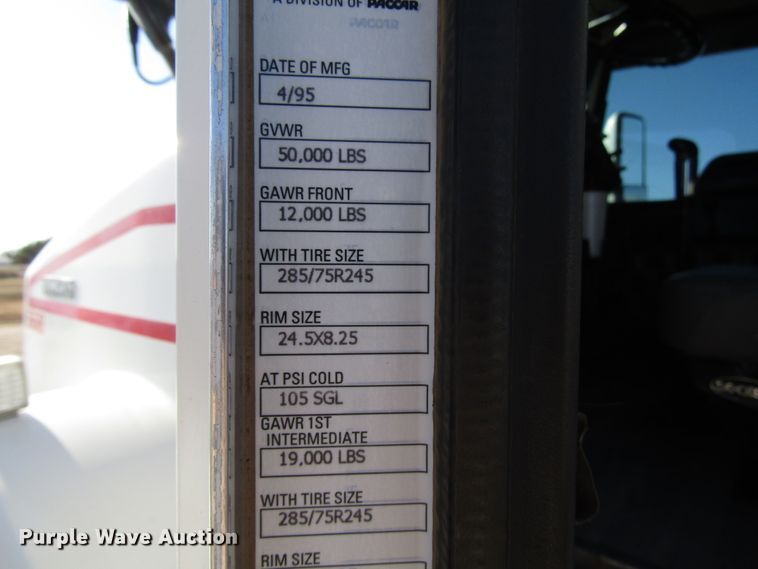 A DIVISION OF PACCAR
DATE OF MFG
4/95
GVWR
50,000 LBS
GAWR FRONT
12,000 LBS
WITH TIRE SIZE
285/75R245
RIM SIZE
24.5X8.25
AT PSI COLD
105 SGL
GAWR 1ST
INTERMEDIATE
19,000 LBS
WITH TIRE SIZE
285/75R245
RIM SIZE
Purple Wave Auction®